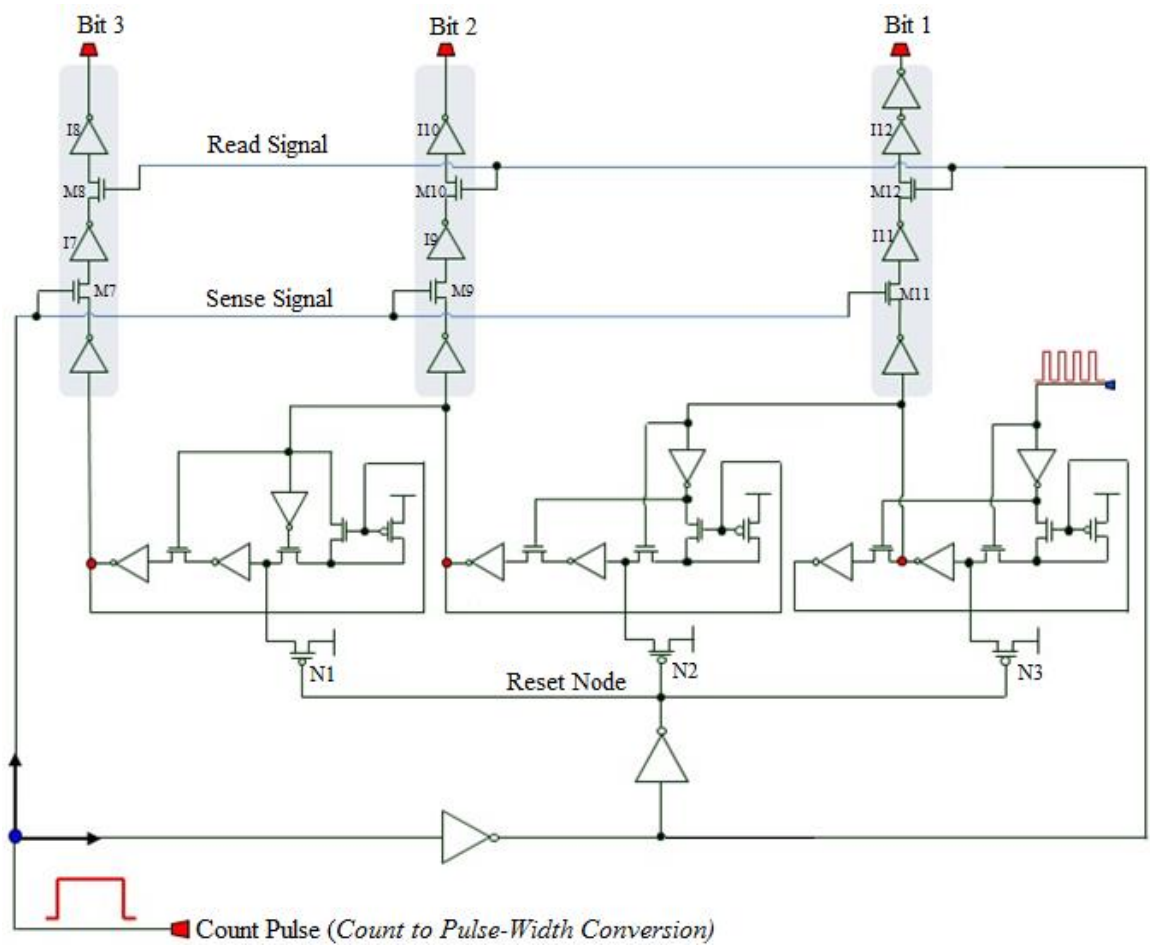 Bit 3
Bit 2
Bit 1
I8
I10
I12
Read Signal
M8
M10
M12
I7
I9
I11
M7
Sense Signal
M9
M11
N1
N2
N3
Reset Node
Count Pulse (Count to Pulse-Width Conversion)